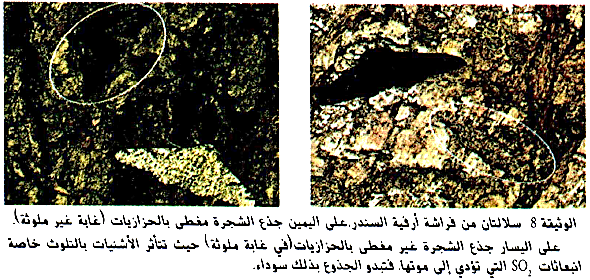 الوثيقة 8 سلالتان من فراشة أرفية السندر.على اليمين جذع الشجرة مغطى بالحزازيات (غابة غير ملوثة).
على اليسار جذع الشجرة غير مغطى بالحزازيات(في غابة ملوثة) حيث تتأثر الأشنيات بالتلوث خاصة
انبعاثات SO₂ التي تؤدي إلى موتها. فتبدو الجذوع بذلك سوداء.